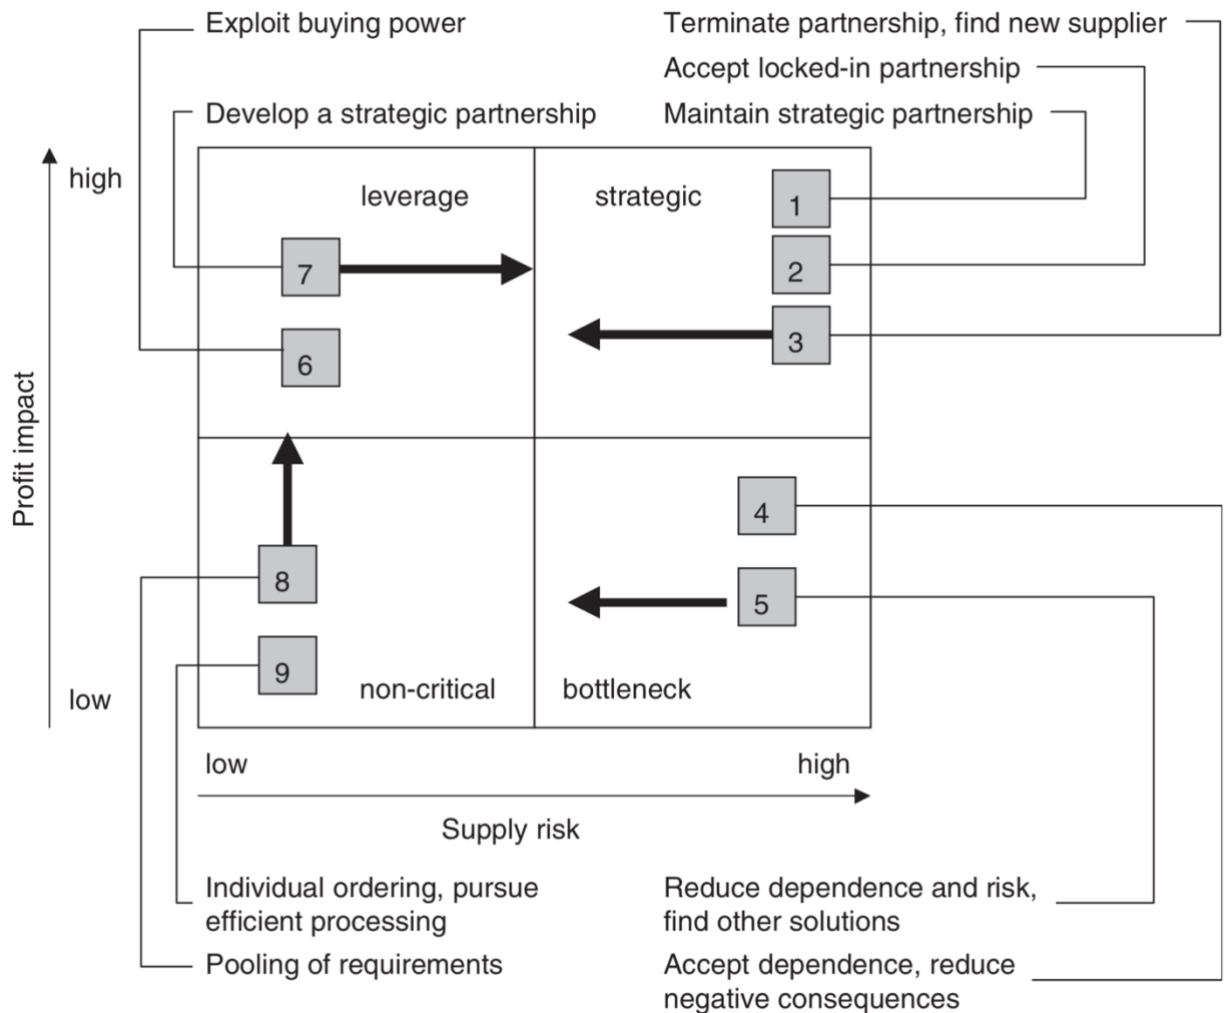 Exploit buying power
Terminate partnership, find new supplier
Accept locked-in partnership
Develop a strategic partnership
Maintain strategic partnership
high
leverage
strategic
1
7
2
6
3
Profit impact
4
8
5
9
non-critical
bottleneck
low
low
high
Supply risk
Individual ordering, pursue
efficient processing
Pooling of requirements
Reduce dependence and risk,
find other solutions
Accept dependence, reduce
negative consequences